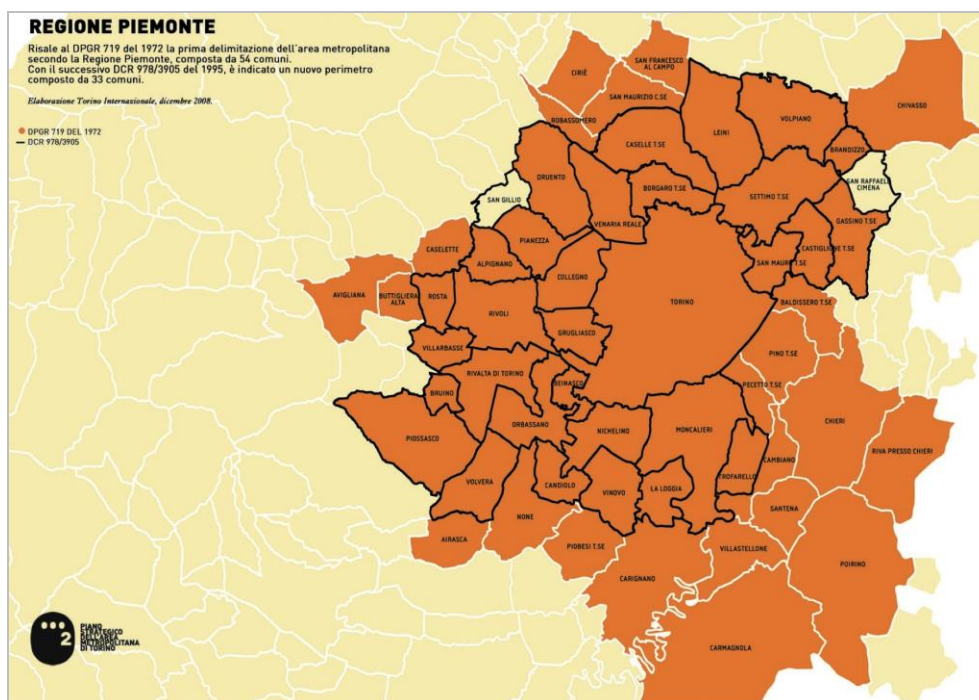 REGIONE PIEMONTE
Risale al DPGR 719 del 1972 la prima delimitazione dell'area metropolitana
secondo la Regione Piemonte, composta da 54 comuni.
Con il successivo DCR 978/3905 del 1995, è indicato un nuovo perimetro
composto da 33 comuni.
Elaborazione Torino Internazionale, dicembre 2008.
DPGR 719 DEL 1972
DCR 978/3905
CIRIÈ
SAN FRANCESCO
AL CAMPO
SAN MAURIZIO C.SE
ROBASSOMERO
CASELLE T.SE
LEINÌ
VOLPIANO
CHIVASSO
BRANDIZZO
SAN RAFFAELE
CIMENA
DRUENTO
SAN GILLIO
BORGARO T.SE
SETTIMO T.SE
GASSINO T.SE
VENARIA REALE
PIANEZZA
CASELETTE
ALPIGNANO
COLLEGNO
SAN MAURO T.SE
CASTIGLIONE T.SE
AVIGLIANA
BUTTIGLIERA
ALTA
ROSTA
RIVOLI
TORINO
BALDISSERO T.SE
GRUGLIASCO
VILLARBASSE
PINO T.SE
RIVALTA DI TORINO
BEINASCO
PECETTO T.SE
BRUINO
ORBASSANO
NICHELINO
MONCALIERI
CHIERI
PIOSSASCO
CAMBIANO
RIVA PRESSO CHIERI
VOLVERA
CANDIOLO
VINOVO
LA LOGGIA
TROFARELLO
NONE
SANTENA
AIRASCA
PIOBESI T.SE
VILLASTELLONE
CARIGNANO
POIRINO
CARMAGNOLA
2
PIANO
STRATEGICO
DELL'AREA
METROPOLITANA
DI TORINO